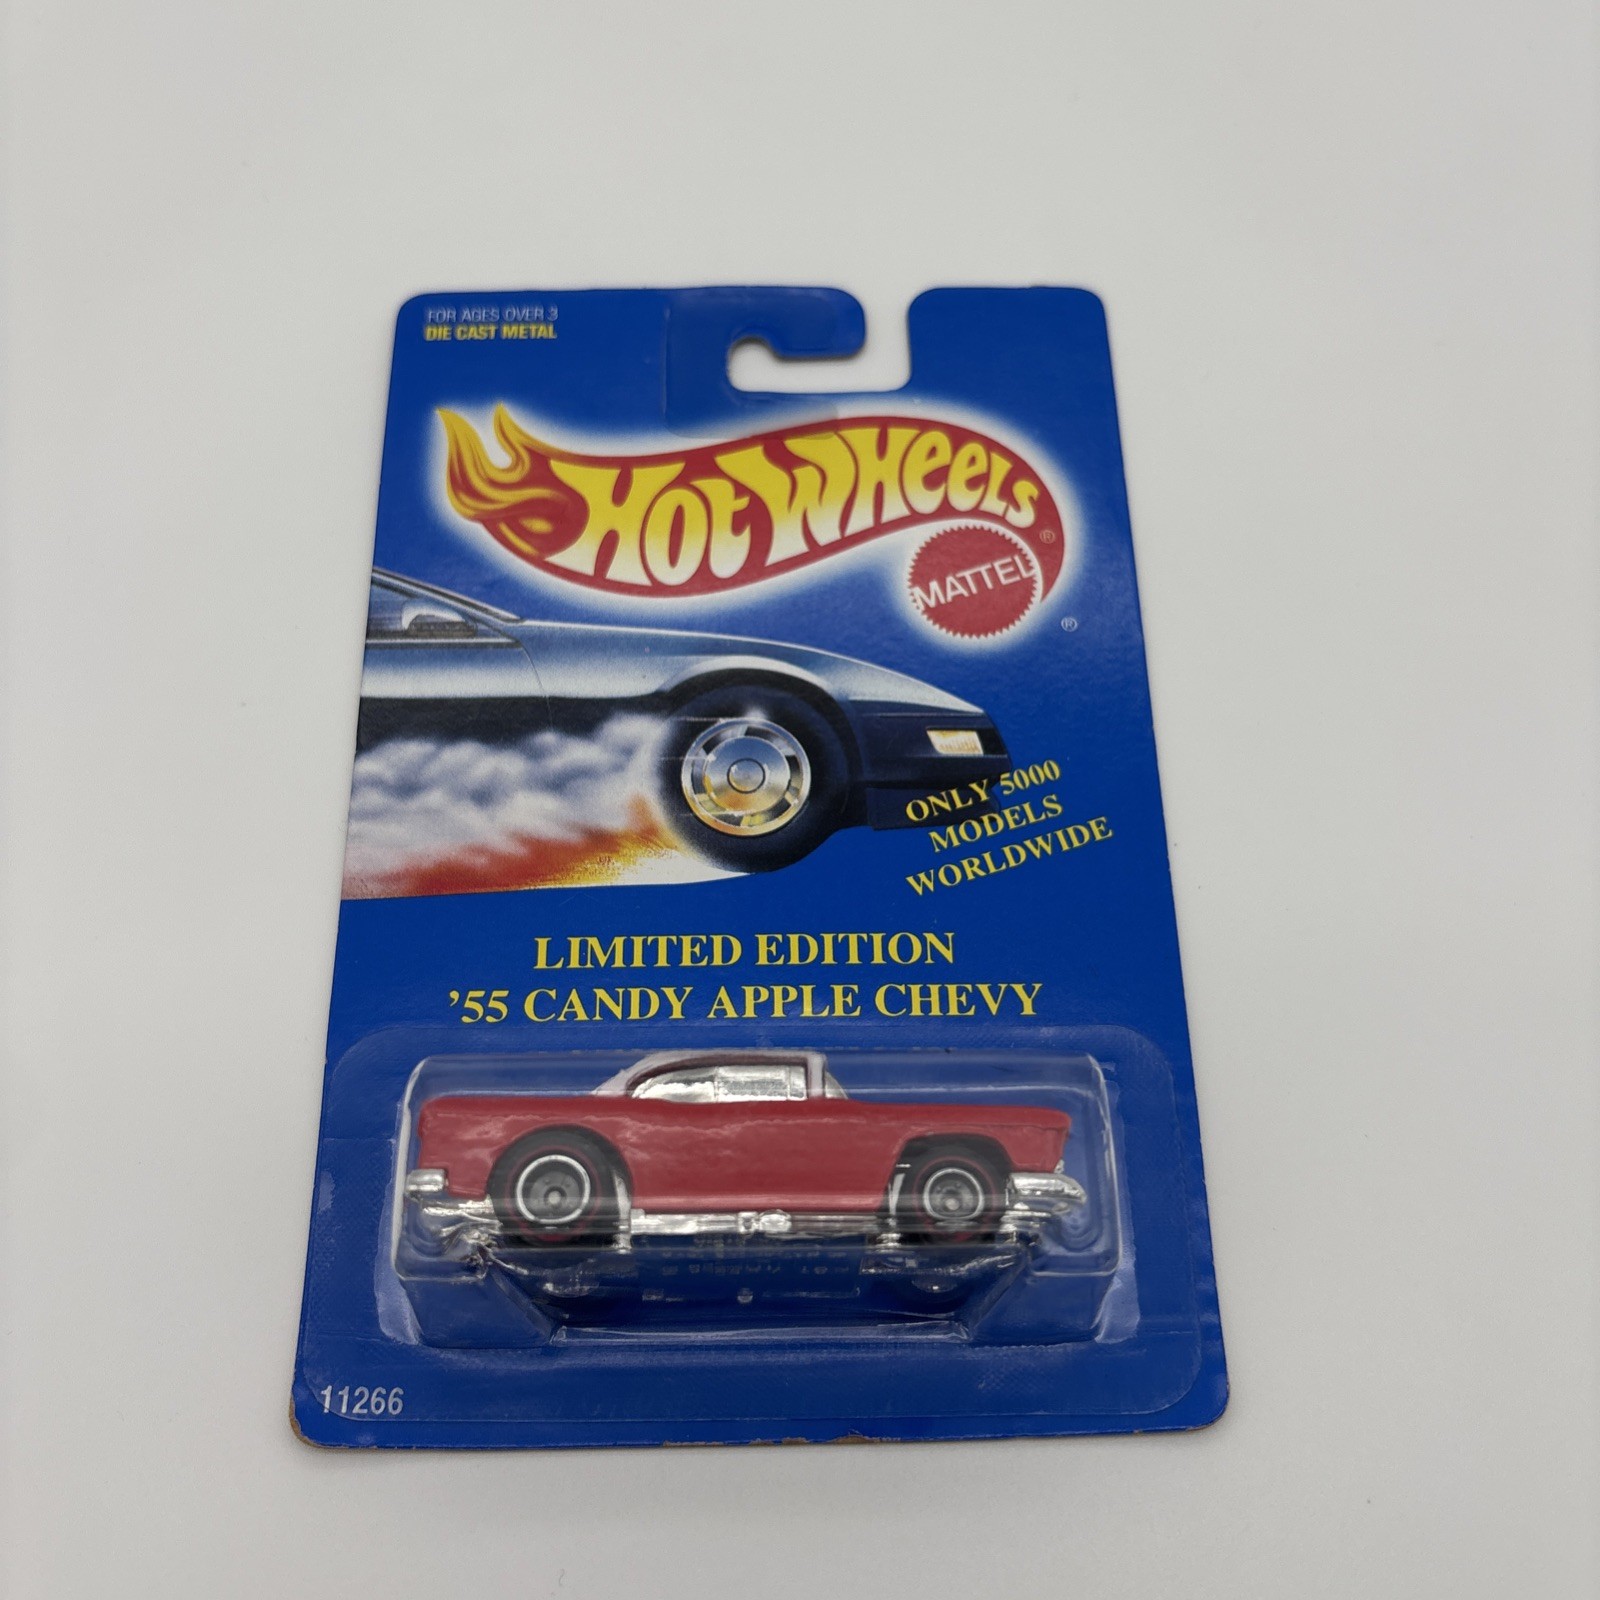 FOR AGES OVER 3
DIE CAST METAL
HOT WHEELS ®
MATTEL ®
ONLY 5000
MODELS
WORLDWIDE
LIMITED EDITION
’55 CANDY APPLE CHEVY
11266